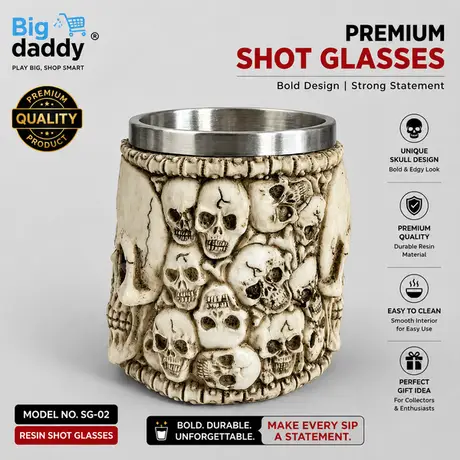 Big
daddy®
PLAY BIG, SHOP SMART
PREMIUM
SHOT GLASSES
Bold Design | Strong Statement
PREMIUM
QUALITY
PRODUCT
UNIQUE
SKULL DESIGN
Bold & Edgy Look
PREMIUM
QUALITY
Durable Resin
Material
EASY TO CLEAN
Smooth Interior
for Easy Use
PERFECT
GIFT IDEA
For Collectors
& Enthusiasts
MODEL NO. SG-02
RESIN SHOT GLASSES
BOLD. DURABLE.
UNFORGETTABLE.
MAKE EVERY SIP
A STATEMENT.